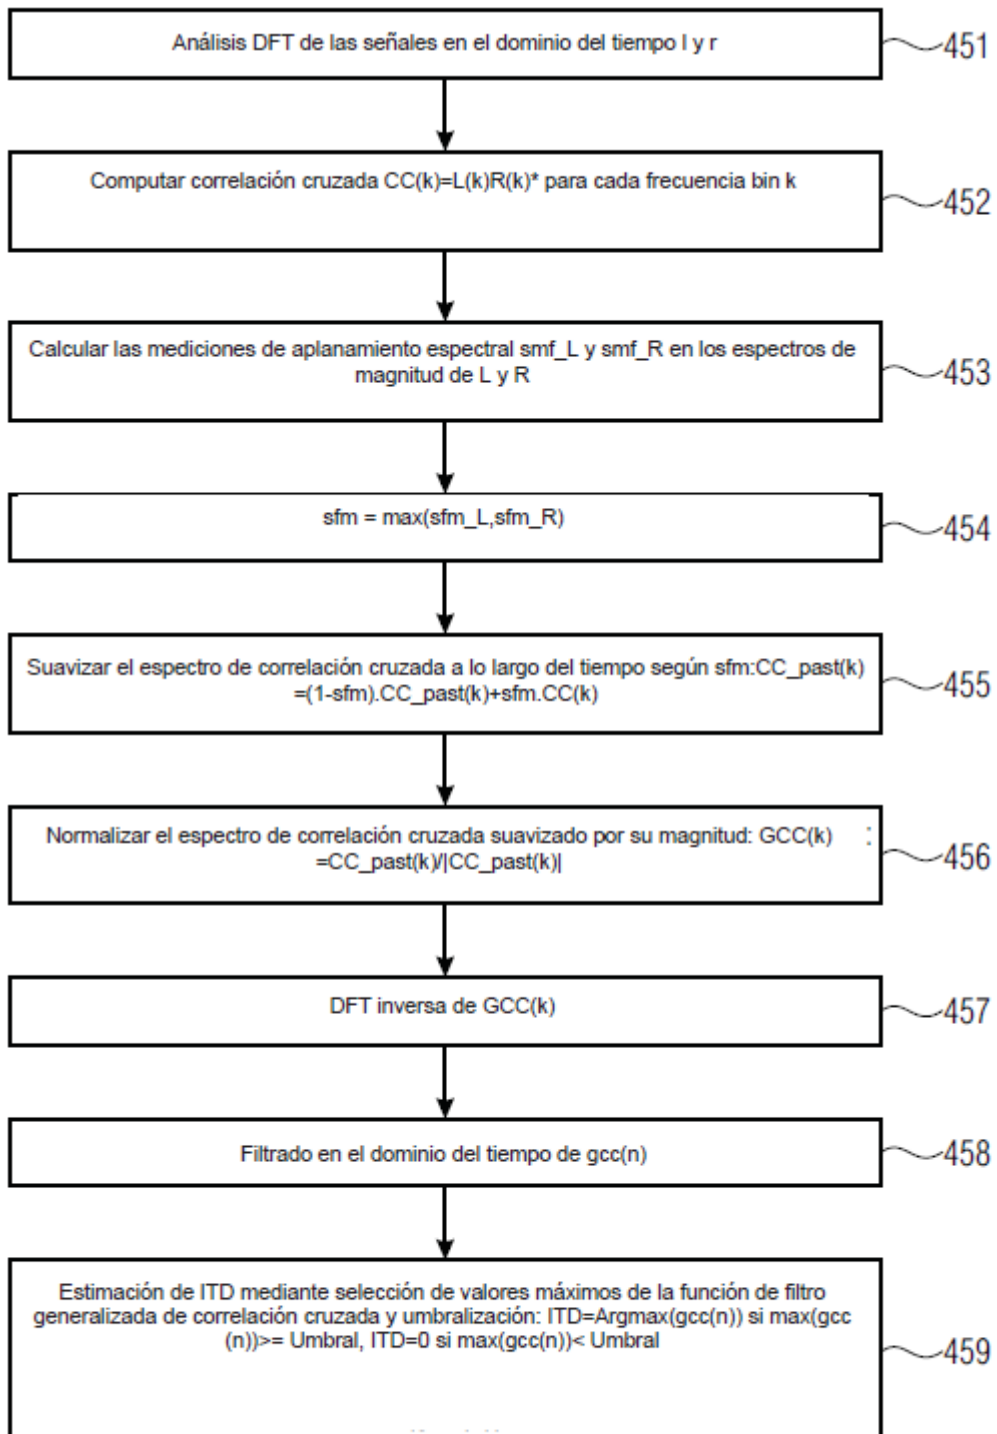 Análisis DFT de las señales en el dominio del tiempo l y r
451
Computar correlación cruzada CC(k)=L(k)R(k)* para cada frecuencia bin k
452
Calcular las mediciones de aplanamiento espectral smf_L y smf_R en los espectros de
magnitud de L y R
453
sfm = max(sfm_L,sfm_R)
454
Suavizar el espectro de correlación cruzada a lo largo del tiempo según sfm:CC_past(k)
=(1-sfm).CC_past(k)+sfm.CC(k)
455
Normalizar el espectro de correlación cruzada suavizado por su magnitud: GCC(k) :
=CC_past(k)/|CC_past(k)|
456
DFT inversa de GCC(k)
457
Filtrado en el dominio del tiempo de gcc(n)
458
Estimación de ITD mediante selección de valores máximos de la función de filtro
generalizada de correlación cruzada y umbralización: ITD=Argmax(gcc(n)) si max(gcc
(n))>= Umbral, ITD=0 si max(gcc(n))< Umbral
459